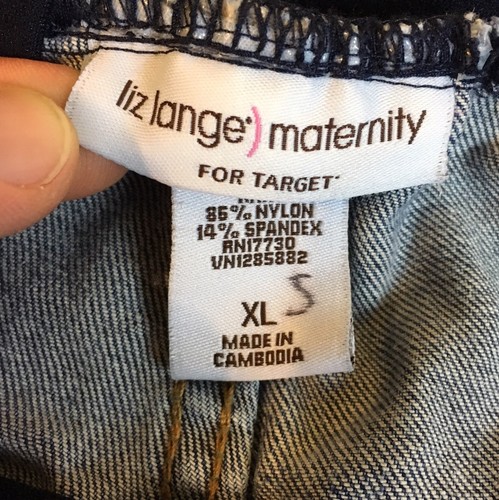 liz lange®) maternity
FOR TARGET
86% NYLON
14% SPANDEX
RN17730
VN1285882
XL S
MADE IN
CAMBODIA